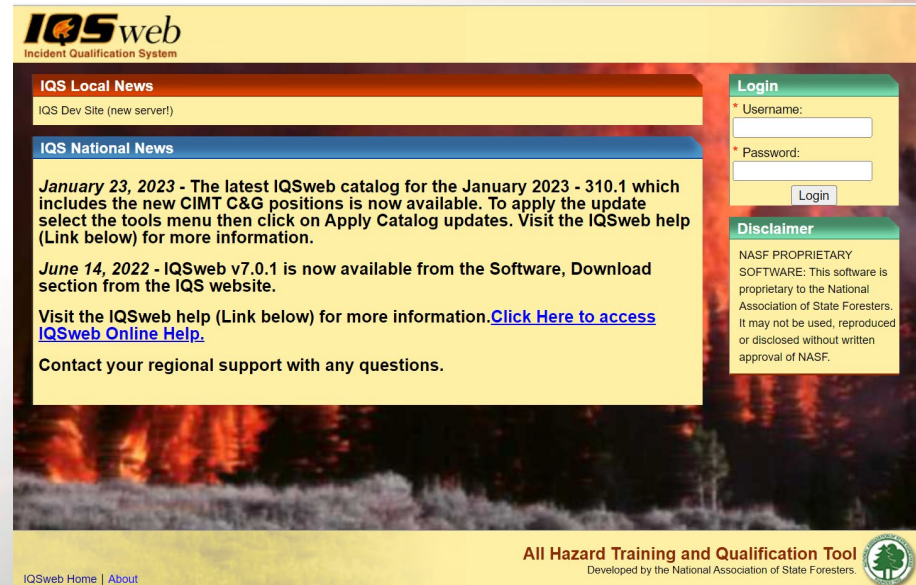 IQSweb
Incident Qualification System
IQS Local News
IQS Dev Site (new server!)
IQS National News
January 23, 2023 - The latest IQSweb catalog for the January 2023 - 310.1 which
includes the new CIMT C&G positions is now available. To apply the update
select the tools menu then click on Apply Catalog updates. Visit the IQSweb help
(Link below) for more information.
June 14, 2022 - IQSweb v7.0.1 is now available from the Software, Download
section from the IQS website.
Visit the IQSweb help (Link below) for more information.Click Here to access
IQSweb Online Help.
Contact your regional support with any questions.
Login
* Username:
* Password:
Login
Disclaimer
NASF PROPRIETARY
SOFTWARE: This software is
proprietary to the National
Association of State Foresters.
It may not be used, reproduced
or disclosed without written
approval of NASF.
All Hazard Training and Qualification Tool
Developed by the National Association of State Foresters.
IQSweb Home | About